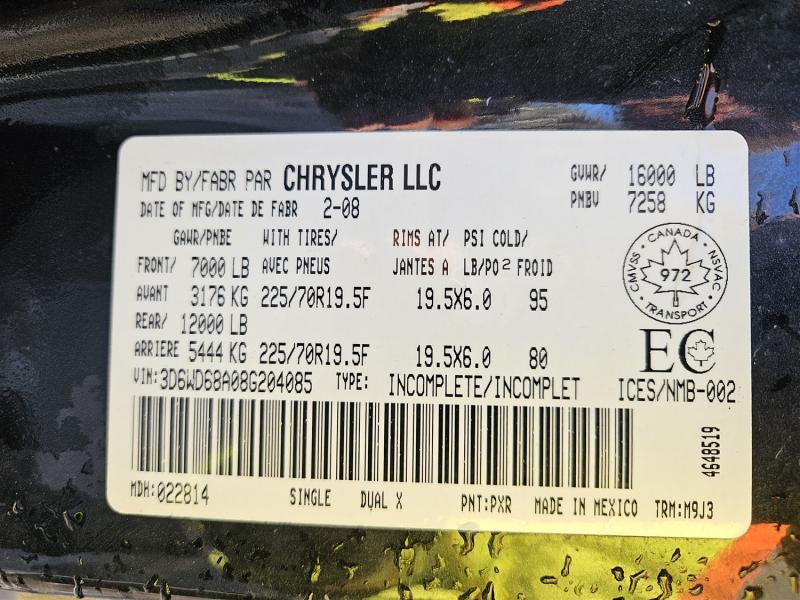 MFD BY/FABR PAR CHRYSLER LLC
GVWR/ 16000 LB
PNBV 7258 KG
DATE OF MFG/DATE DE FABR 2-08
GAWR/PNBE WITH TIRES/ RIMS AT/ PSI COLD/
FRONT/ 7000 LB AVEC PNEUS JANTES A LB/PO2 FROID
AVANT 3176 KG 225/70R19.5F 19.5X6.0 95
REAR/ 12000 LB
ARRIERE 5444 KG 225/70R19.5F 19.5X6.0 80
CANADA
CMVSS 972 NSVAC
TRANSPORT
EC
VIN: 3D6WD68A08G204085 TYPE: INCOMPLETE/INCOMPLET ICES/NMB-002
4648519
MDH: 022814 SINGLE DUAL X PNT: PXR MADE IN MEXICO TRM: M9J3